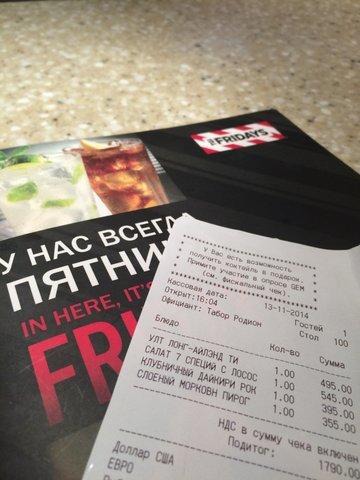 TGI FRIDAYS
У НАС ВСЕГДА
ПЯТНИ
IN HERE, IT'S
FRI
У Вас есть возможность
получить коктейль в подарок.
Примите Участие в опросе GEM
(см. фискальный чек).
Кассовая дата: 13-11-2014
Открыт:16:04 Гостей 1
Официант: Табор Родион Стол 100
Блюдо Кол-во Сумма
УЛТ ЛОНГ-АЙЛЭНД ТИ 1.00 495.00
САЛАТ 7 СПЕЦИЙ С ЛОСОС 1.00 545.00
КЛУБНИЧНЫЙ ДАЙКИРИ РОК 1.00 395.00
СЛОЕНЫЙ МОРКОВН ПИРОГ 1.00 355.00
НДС в сумму чека включен
Подитог: 1790.00
Доллар США
ЕВРО